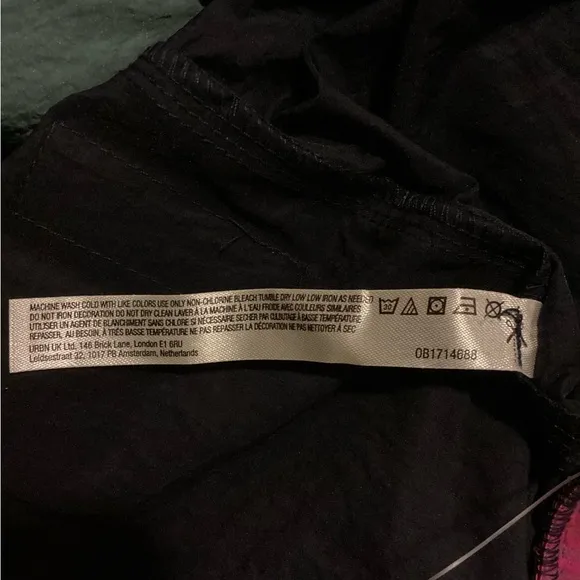 MACHINE WASH COLD WITH LIKE COLORS USE ONLY NON-CHLORINE BLEACH TUMBLE DRY LOW LOW IRON AS NEEDED
DO NOT IRON DECORATION DO NOT DRY CLEAN LAVER À LA MACHINE À L'EAU FROIDE AVEC COULEURS SIMILAIRES
UTILISER UN AGENT DE BLANCHIMENT SANS CHLORE SI NÉCESSAIRE SECHER PAR CULBUTAGE À BASSE TEMPÉRATURE
REPASSER, AU BESOIN, À TRÈS BASSE TEMPÉRATURE NE PAS REPASSER LA DÉCORATION NE PAS NETTOYER À SEC
URBN UK Ltd. 146 Brick Lane, London E1 6RU
Leidsestraat 32, 1017 PB Amsterdam, Netherlands
30
OB1714688